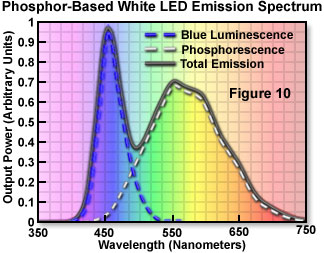 Phosphor-Based White LED Emission Spectrum
Output Power (Arbitrary Units)
1
0.9
0.8
0.7
0.6
0.5
0.4
0.3
0.2
0.1
0
Blue Luminescence
Phosphorescence
Total Emission
Figure 10
350 450 550 650 750
Wavelength (Nanometers)